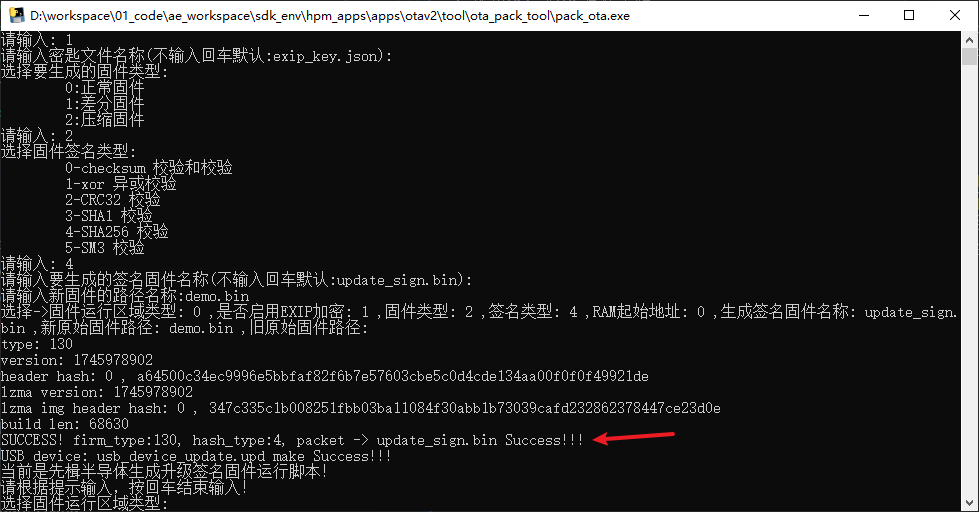 D:\workspace\01_code\ae_workspace\sdk_env\hpm_apps\apps\otav2\tool\ota_pack_tool\pack_ota.exe
请输入: 1
请输入密匙文件名称(不输入回车默认:exip_key.json):
选择要生成的固件类型:
0:正常固件
1:差分固件
2:压缩固件
请输入: 2
选择固件签名类型:
0-checksum 校验和校验
1-xor 异或校验
2-CRC32 校验
3-SHA1 校验
4-SHA256 校验
5-SM3 校验
请输入: 4
请输入要生成的签名固件名称(不输入回车默认:update_sign.bin):
请输入新固件的路径名称:demo.bin
选择->固件运行区域类型: 0 ,是否启用EXIP加密: 1 ,固件类型: 2 ,签名类型: 4 ,RAM起始地址: 0 ,生成签名固件名称: update_sign.
bin ,新原始固件路径: demo.bin ,旧原始固件路径:
type: 130
version: 1745978902
header hash: 0 , a64500c34ec9996e5bbfaf82f6b7e57603cbe5c0d4cde134aa00f0f0f49921de
lzma version: 1745978902
lzma img header hash: 0 , 347c335c1b008251fbb03ba11084f30abb1b73039cafd232862378447ce23d0e
build len: 68630
SUCCESS! firm_type:130, hash_type:4, packet -> update_sign.bin Success!!!
USB device: usb_device_update.upd make Success!!!
当前是先楫半导体生成升级签名固件运行脚本!
请根据提示输入, 按回车结束输入!
选择固件运行区域类型: